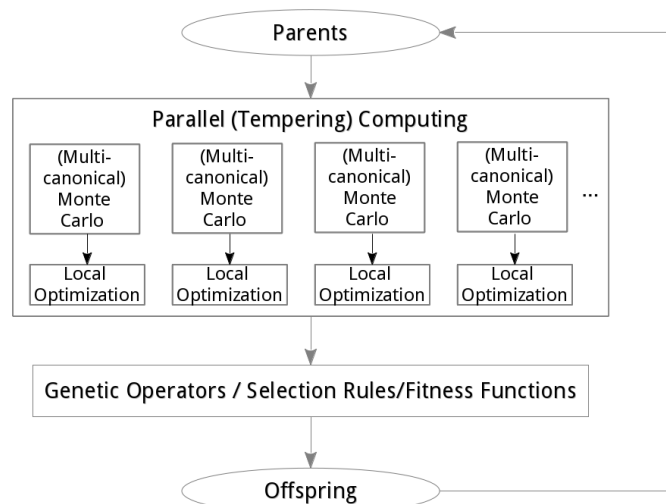 Parents
Parallel (Tempering) Computing
(Multi-
canonical)
Monte
Carlo
Local
Optimization
(Multi-
canonical)
Monte
Carlo
Local
Optimization
(Multi-
canonical)
Monte
Carlo
Local
Optimization
(Multi-
canonical)
Monte
Carlo
Local
Optimization
...
Genetic Operators / Selection Rules/Fitness Functions
Offspring